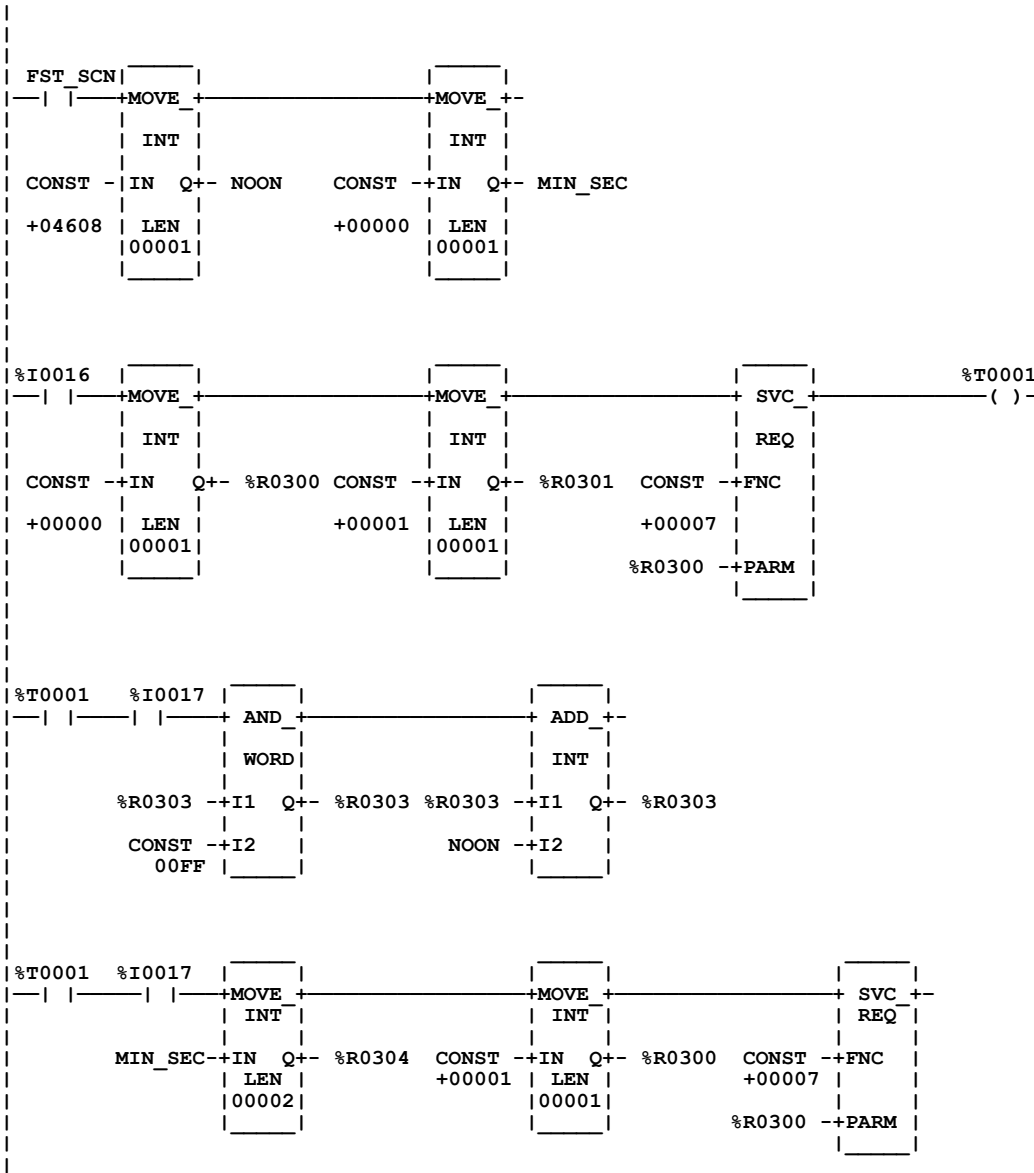 FST_SCN
MOVE_ MOVE_
INT INT
CONST IN Q NOON CONST IN Q MIN_SEC
+04608 LEN +00000 LEN
00001 00001
%I0016 %T0001
MOVE_ MOVE_ SVC_ ( )
INT INT REQ
CONST IN Q %R0300 CONST IN Q %R0301 CONST FNC
+00000 LEN +00001 LEN +00007
00001 00001
%R0300 PARM
%T0001 %I0017
AND_ ADD_
WORD INT
%R0303 I1 Q %R0303 %R0303 I1 Q %R0303
CONST I2 NOON I2
00FF
%T0001 %I0017
MOVE_ MOVE_ SVC_
INT INT REQ
MIN_SEC IN Q %R0304 CONST IN Q %R0300 CONST FNC
LEN +00001 LEN +00007
00002 00001
%R0300 PARM